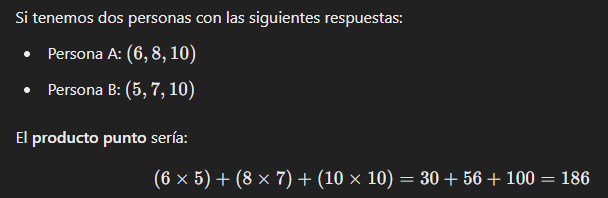 Si tenemos dos personas con las siguientes respuestas:
• Persona A: (6, 8, 10)
• Persona B: (5, 7, 10)
El producto punto sería:
(6 × 5) + (8 × 7) + (10 × 10) = 30 + 56 + 100 = 186